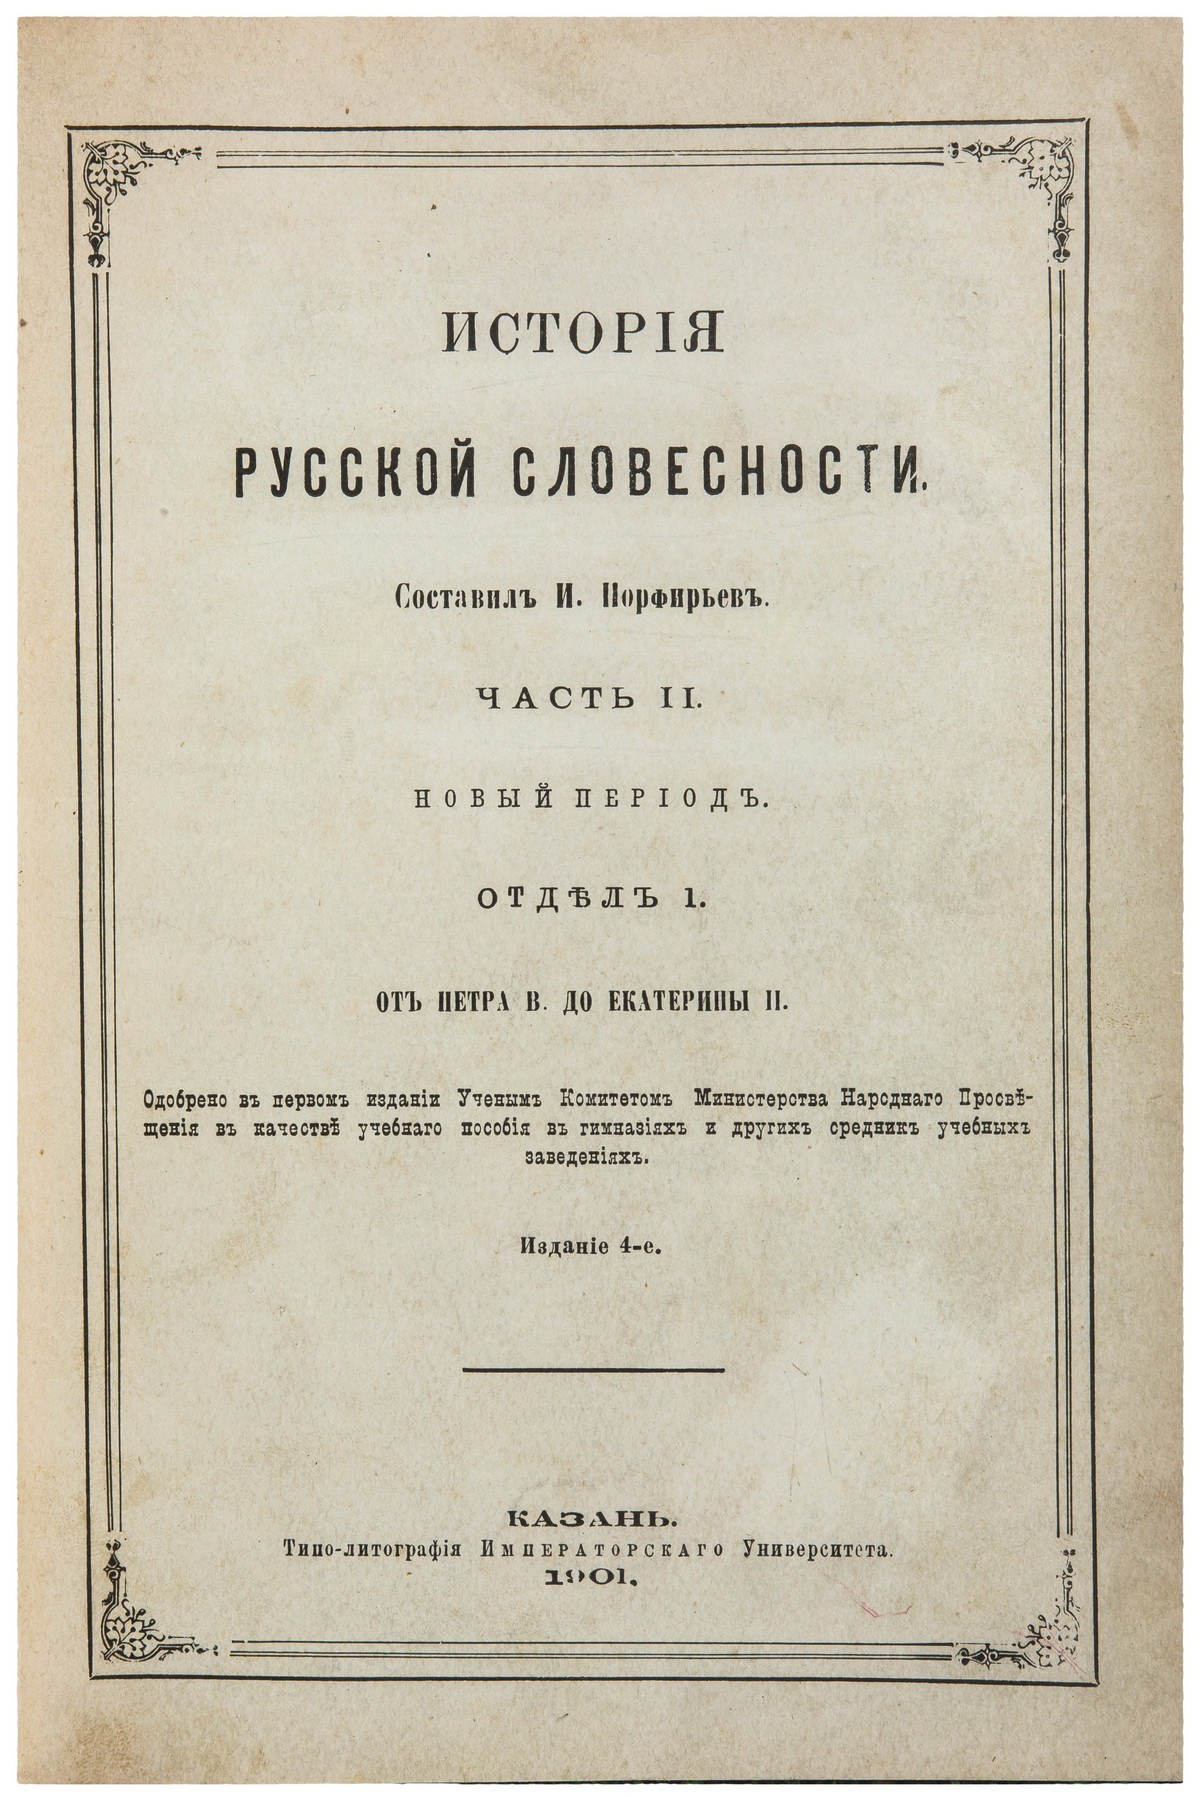 ИСТОРІЯ
РУССКОЙ СЛОВЕСНОСТИ.
Составилъ И. Порфирьевъ.
ЧАСТЬ II.
НОВЫЙ ПЕРІОДЪ.
ОТДѢЛЪ 1.
ОТЪ ПЕТРА В. ДО ЕКАТЕРИНЫ II.
Одобрено въ первомъ изданіи Ученымъ Комитетомъ Министерства Народнаго Просвѣ-
щенія въ качествѣ учебнаго пособія въ гимназіяхъ и другихъ средникъ учебныхъ
заведеніяхъ.
Изданіе 4-е.
КАЗАНЬ.
Типо-литографія Императорскаго Университета.
1901.